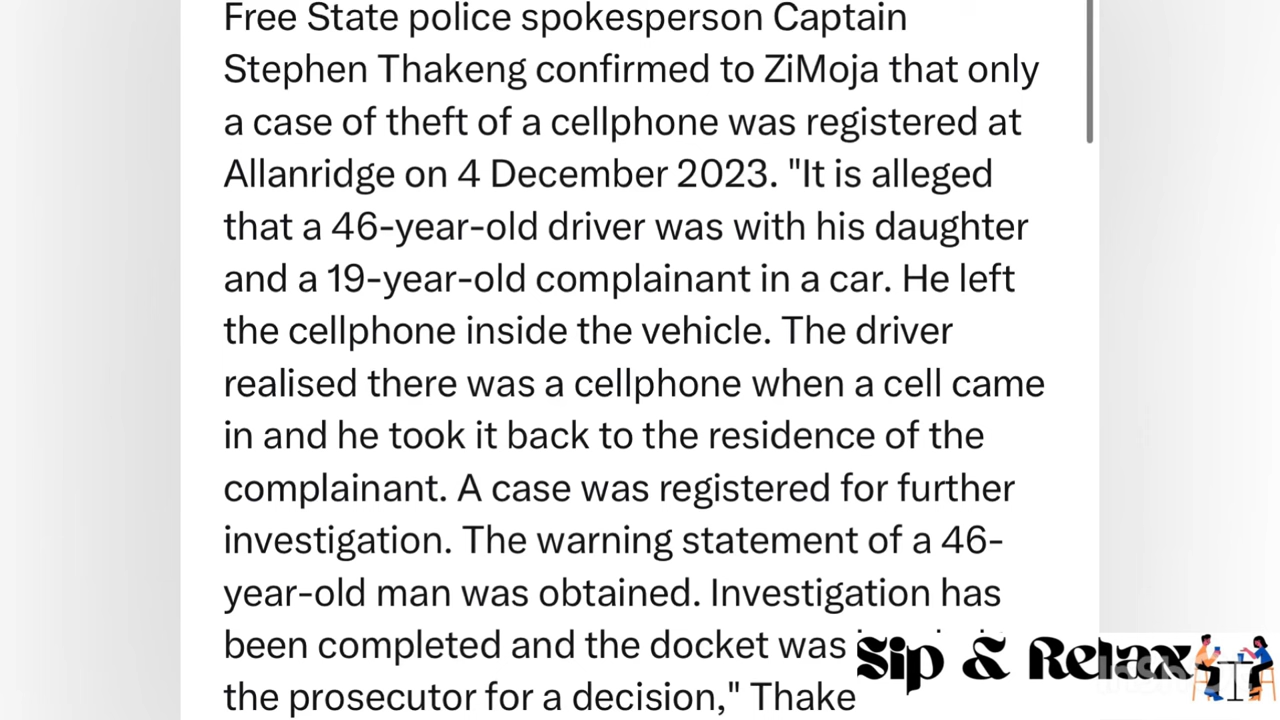 Free State police spokesperson Captain
Stephen Thakeng confirmed to ZiMoja that only
a case of theft of a cellphone was registered at
Allanridge on 4 December 2023. "It is alleged
that a 46-year-old driver was with his daughter
and a 19-year-old complainant in a car. He left
the cellphone inside the vehicle. The driver
realised there was a cellphone when a cell came
in and he took it back to the residence of the
complainant. A case was registered for further
investigation. The warning statement of a 46-
year-old man was obtained. Investigation has
been completed and the docket was
Sip & Relax
the prosecutor for a decision," Thake